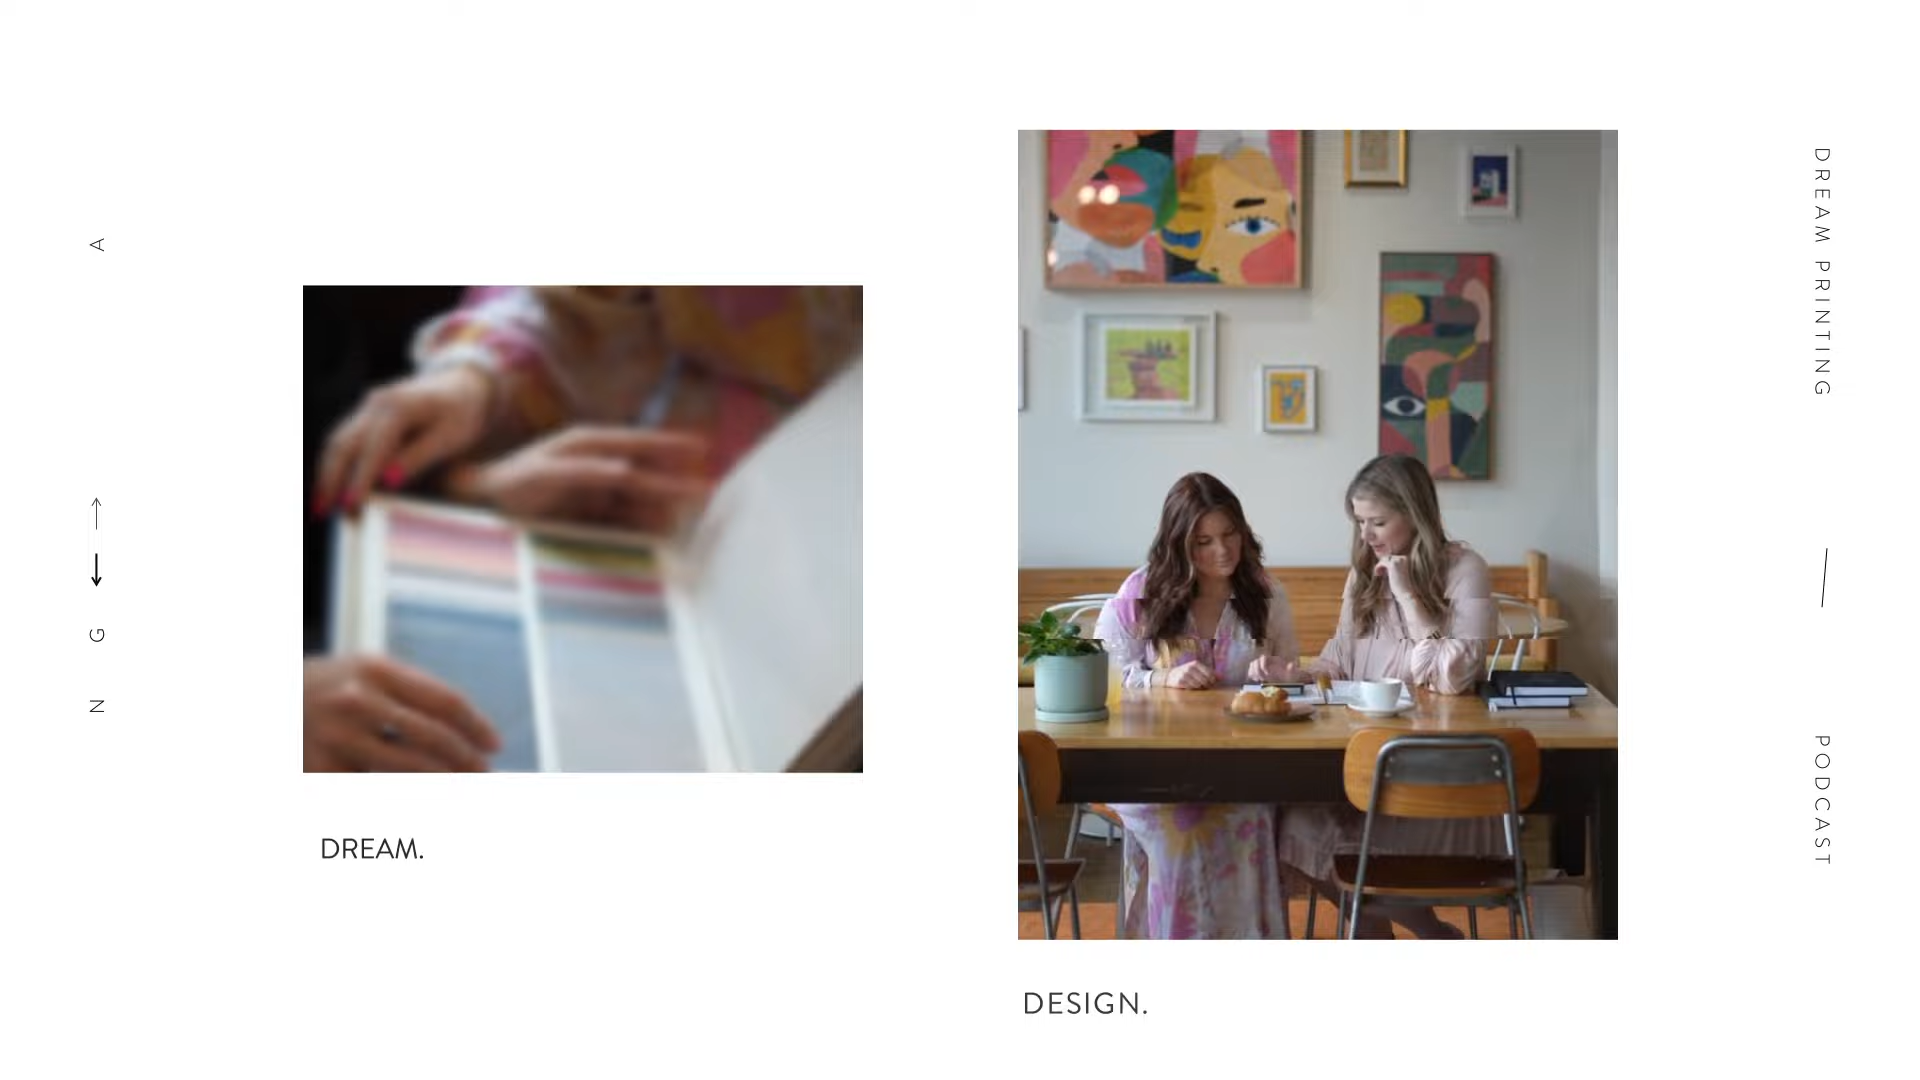 A
G
N
DREAM.
DESIGN.
DREAM PRINTING
PODCAST